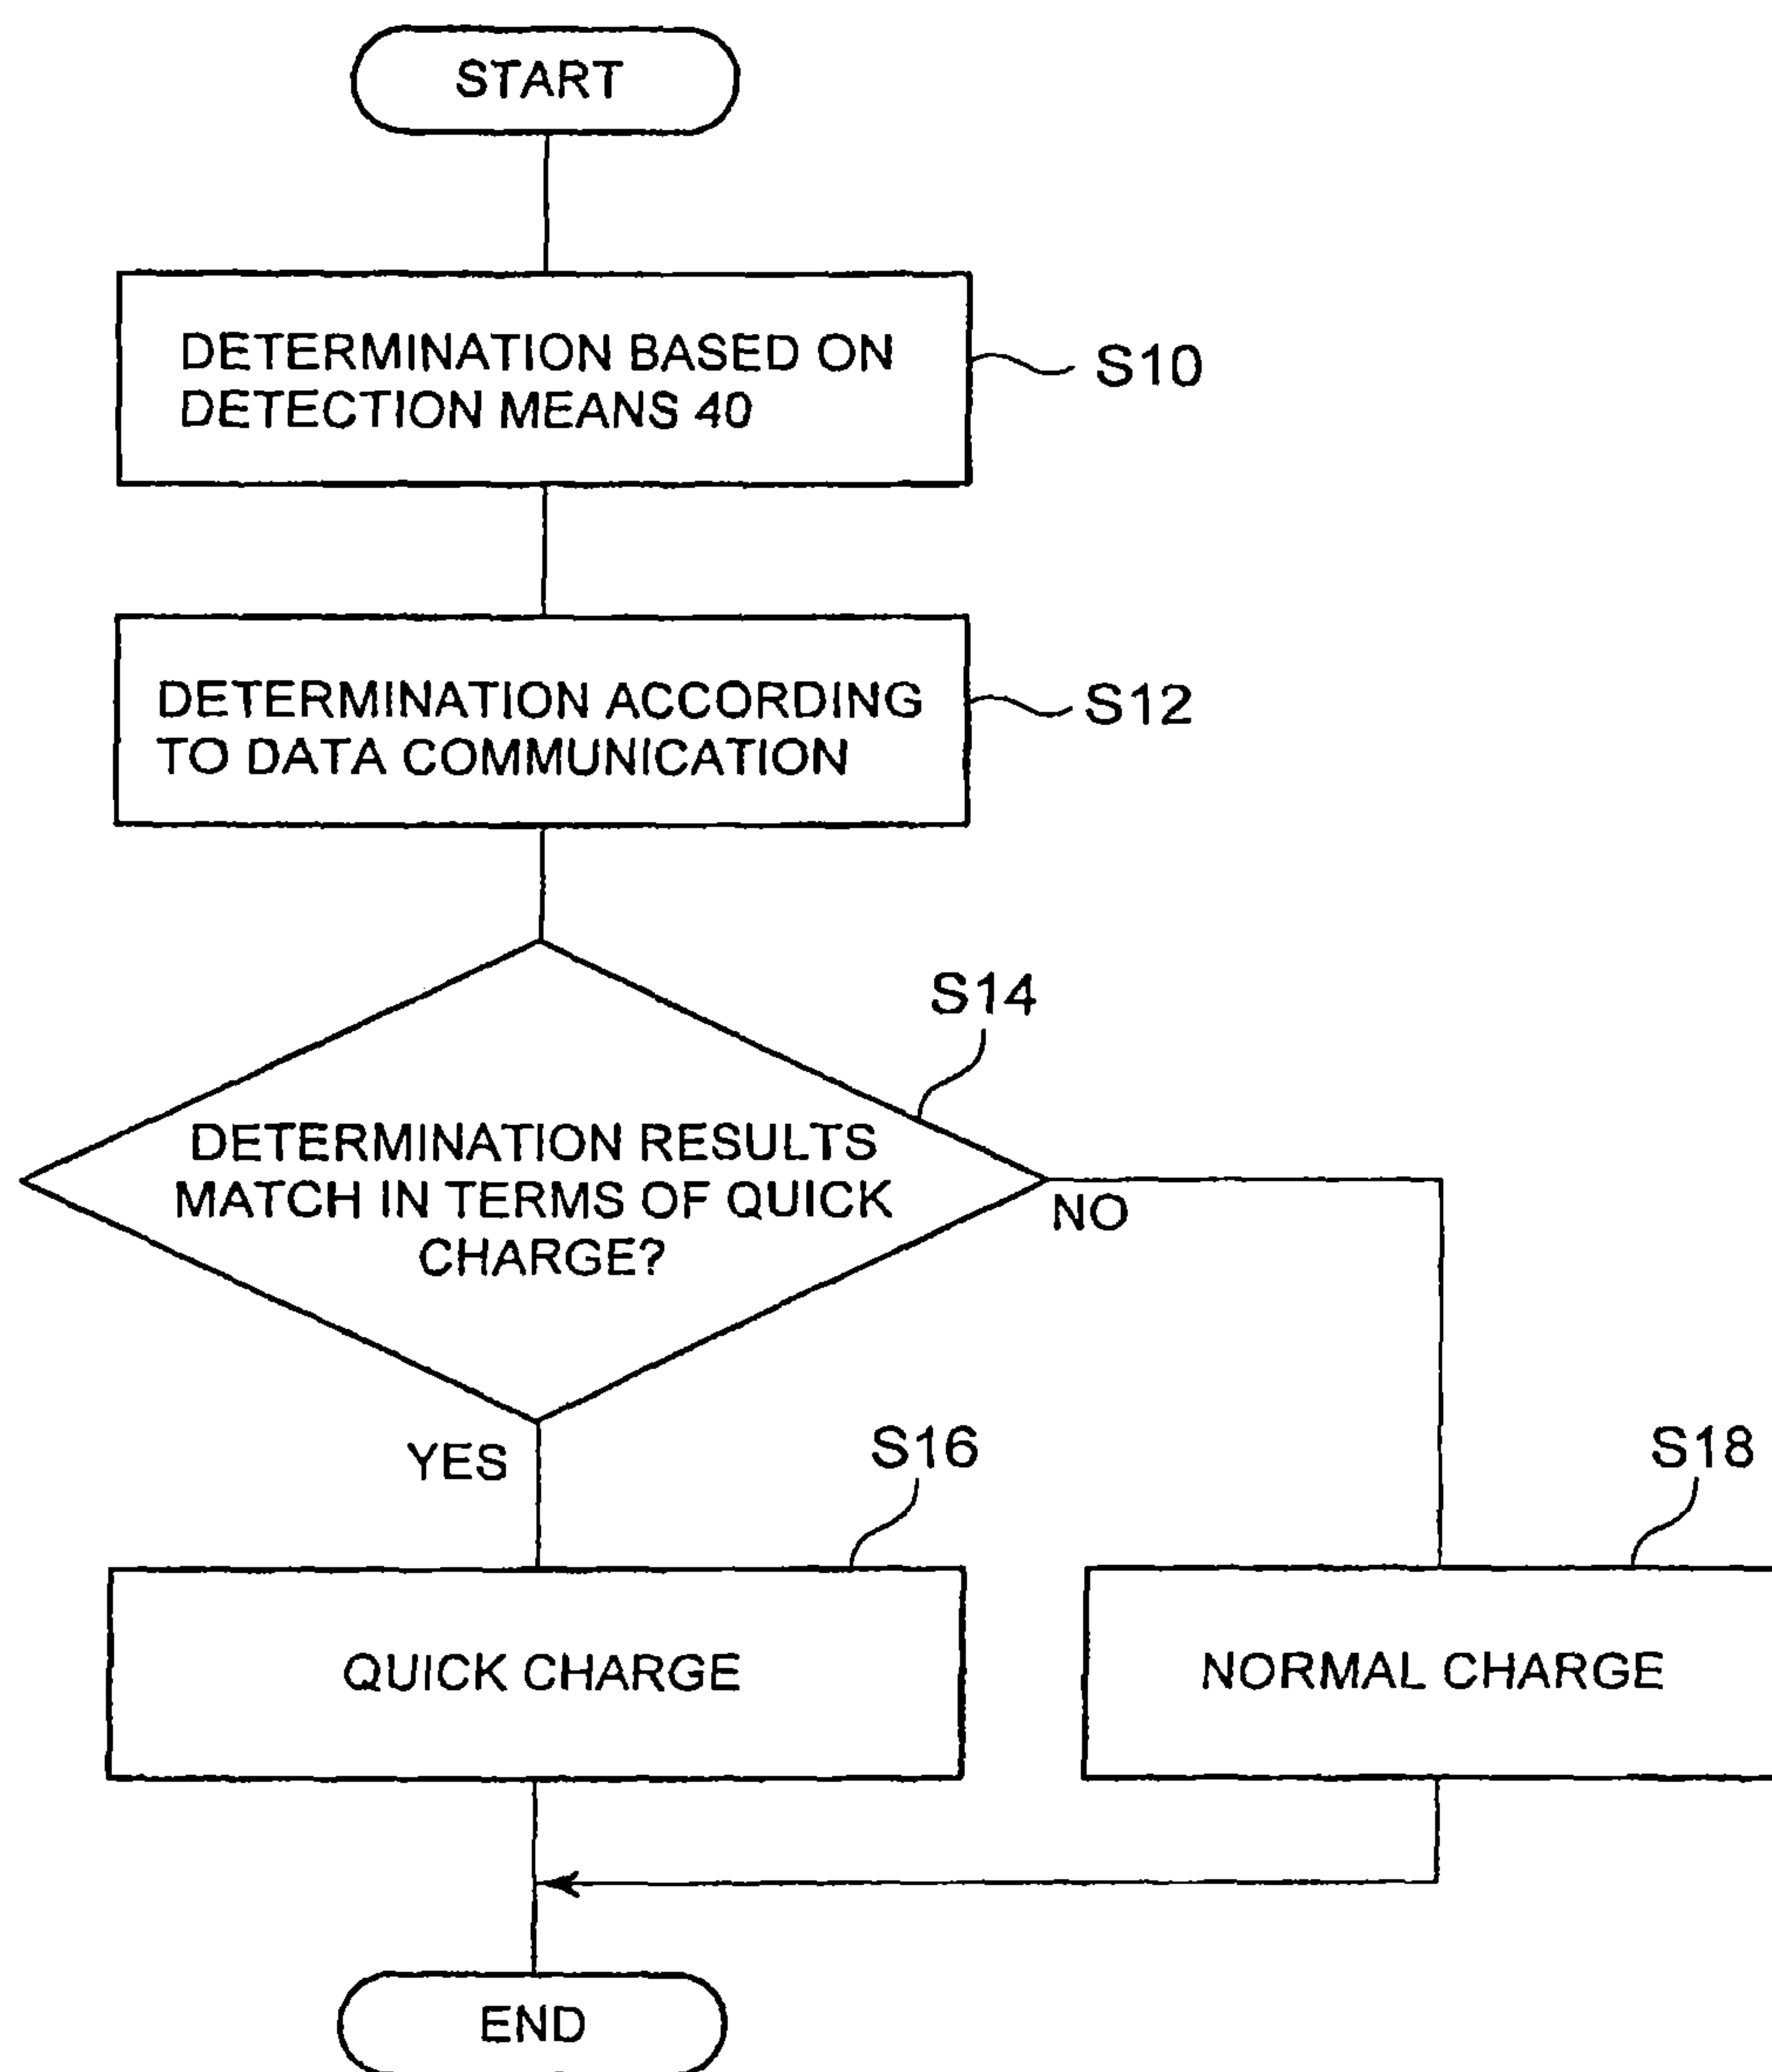 START
DETERMINATION BASED ON
DETECTION MEANS 40
S10
DETERMINATION ACCORDING
TO DATA COMMUNICATION
S12
S14
DETERMINATION RESULTS
MATCH IN TERMS OF QUICK
CHARGE?
NO
YES
S16
S18
QUICK CHARGE
NORMAL CHARGE
END